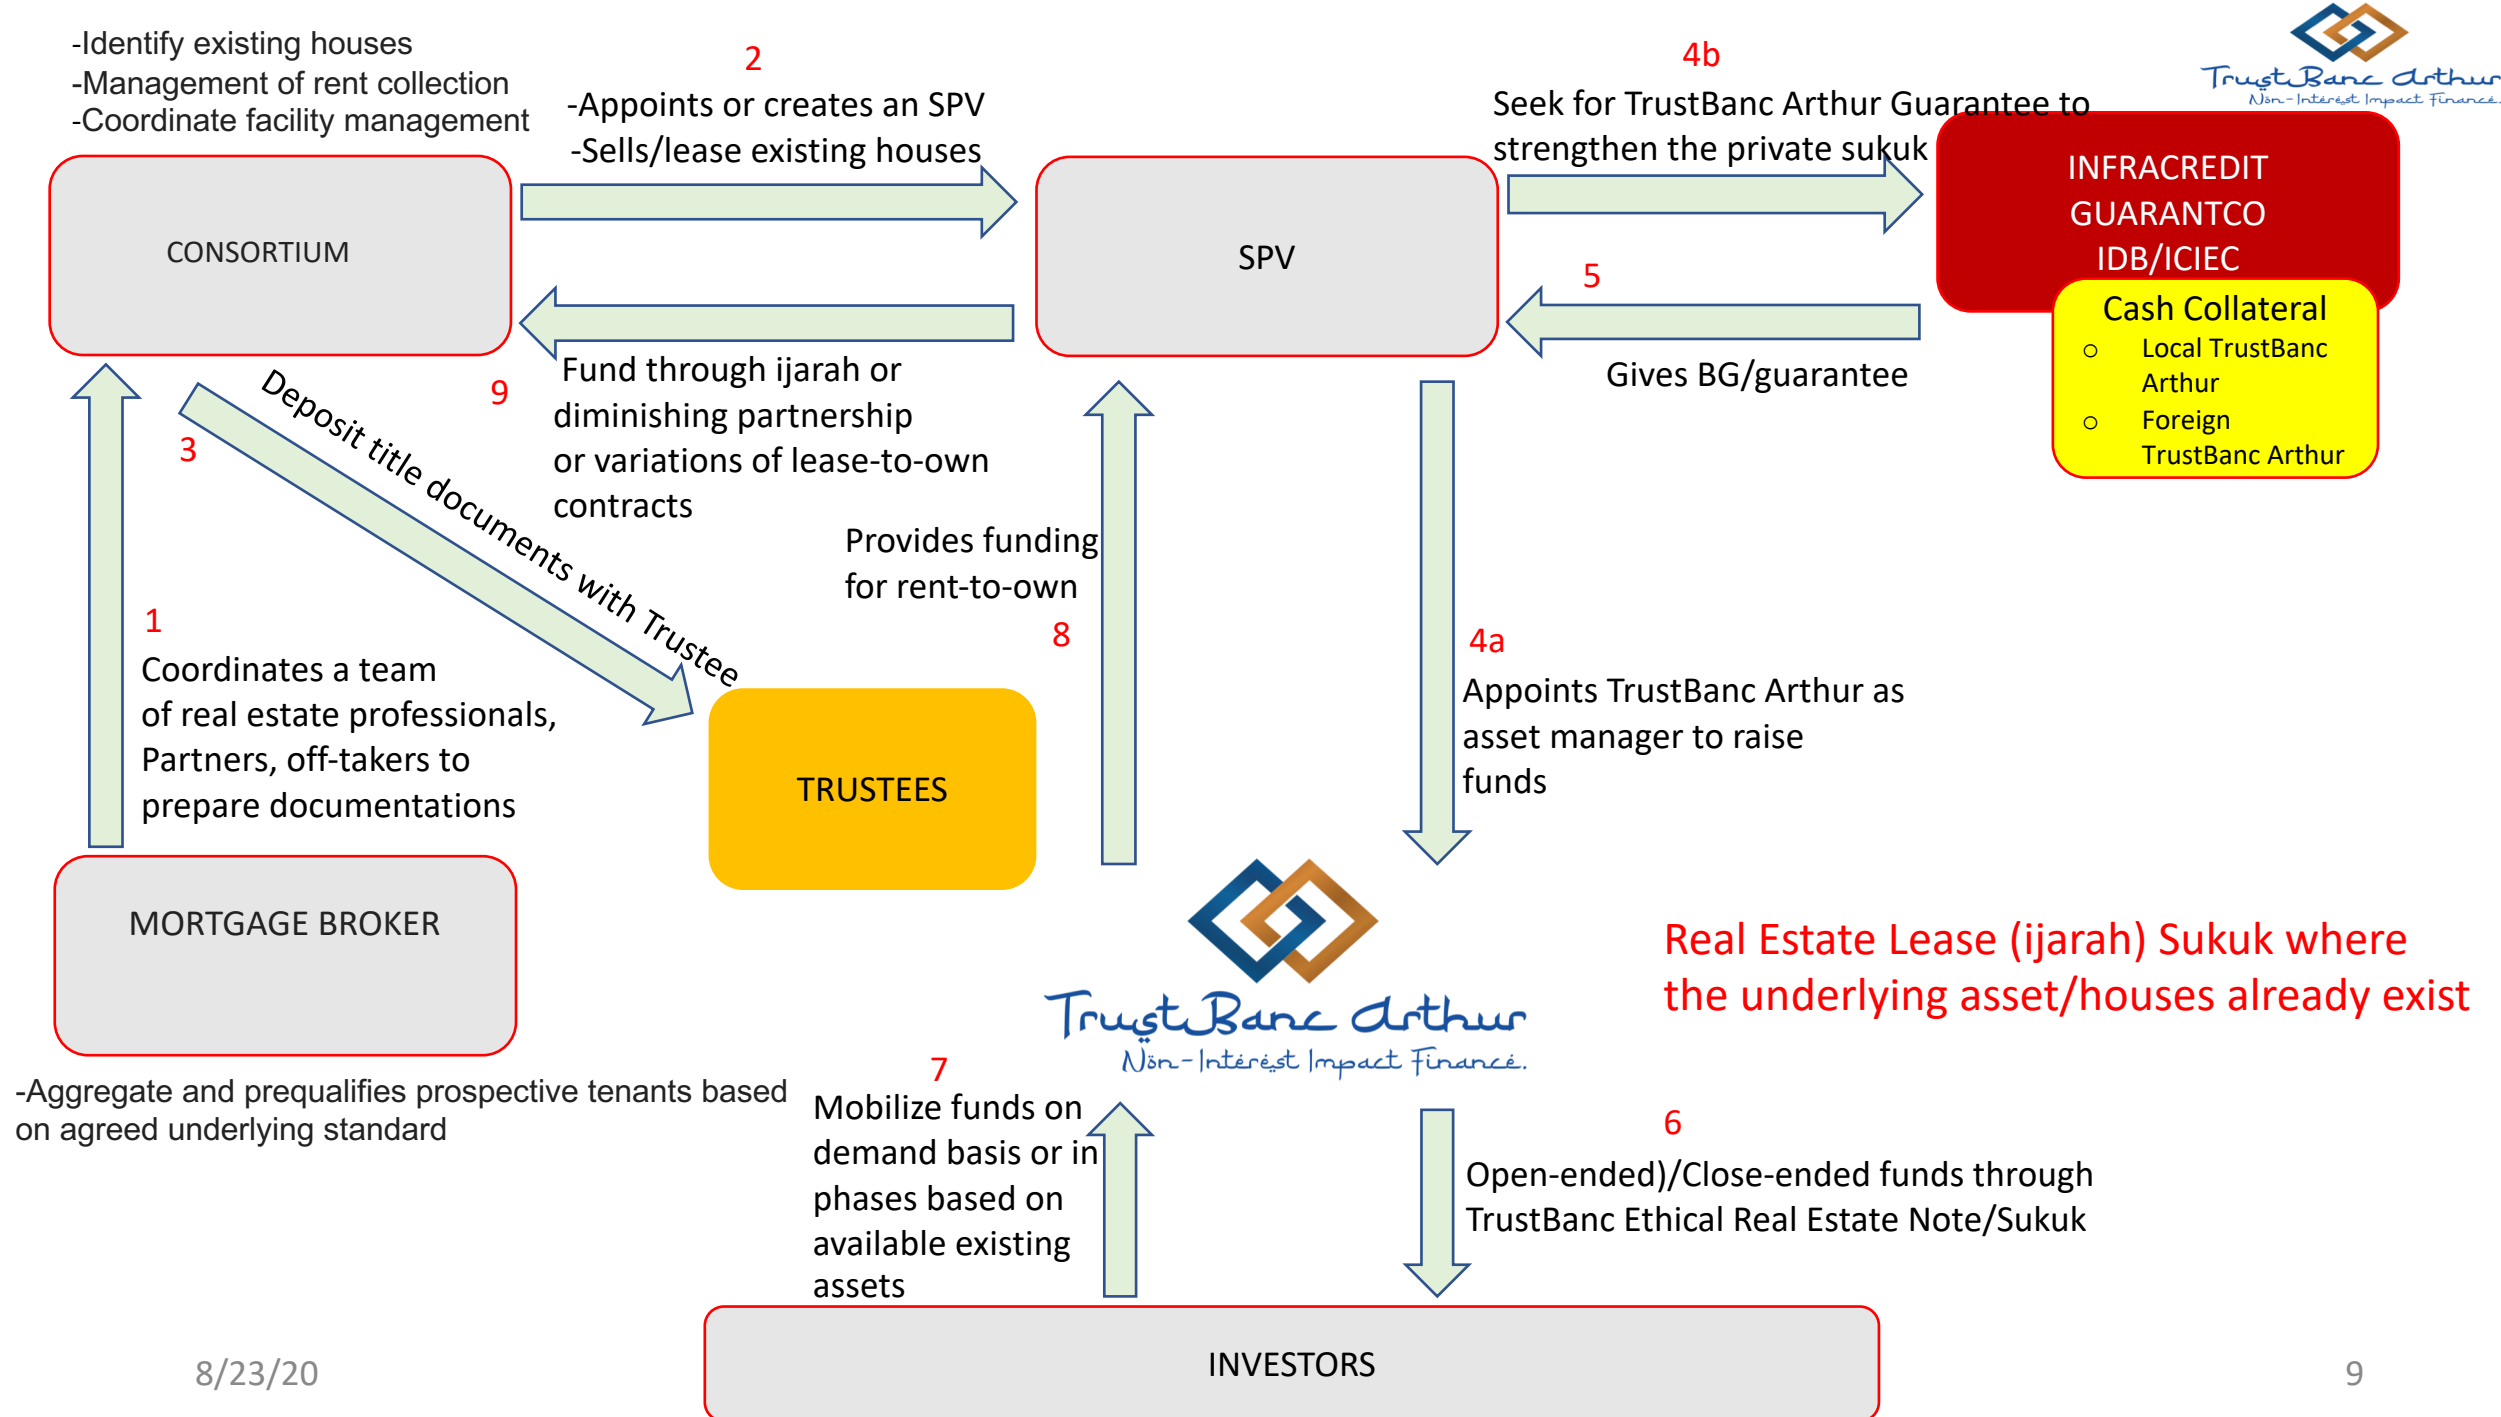 -Identify existing houses
-Management of rent collection
-Coordinate facility management
2
-Appoints or creates an SPV
-Sells/lease existing houses
4b
Seek for TrustBanc Arthur Guarantee to
strengthen the private sukuk
TrustBanc Arthur
Non-Interest Impact Finance.
CONSORTIUM
SPV
INFRACREDIT
GUARANTCO
IDB/ICIEC
5
Gives BG/guarantee
Cash Collateral
o Local TrustBanc
Arthur
o Foreign
TrustBanc Arthur
9
Fund through ijarah or
diminishing partnership
or variations of lease-to-own
contracts
3
Deposit title documents with Trustee
Provides funding
for rent-to-own
8
1
Coordinates a team
of real estate professionals,
Partners, off-takers to
prepare documentations
4a
Appoints TrustBanc Arthur as
asset manager to raise
funds
TRUSTEES
MORTGAGE BROKER
-Aggregate and prequalifies prospective tenants based
on agreed underlying standard
TrustBanc Arthur
Non-Interest Impact Finance.
Real Estate Lease (ijarah) Sukuk where
the underlying asset/houses already exist
7
Mobilize funds on
demand basis or in
phases based on
available existing
assets
6
Open-ended)/Close-ended funds through
TrustBanc Ethical Real Estate Note/Sukuk
INVESTORS
8/23/20
9